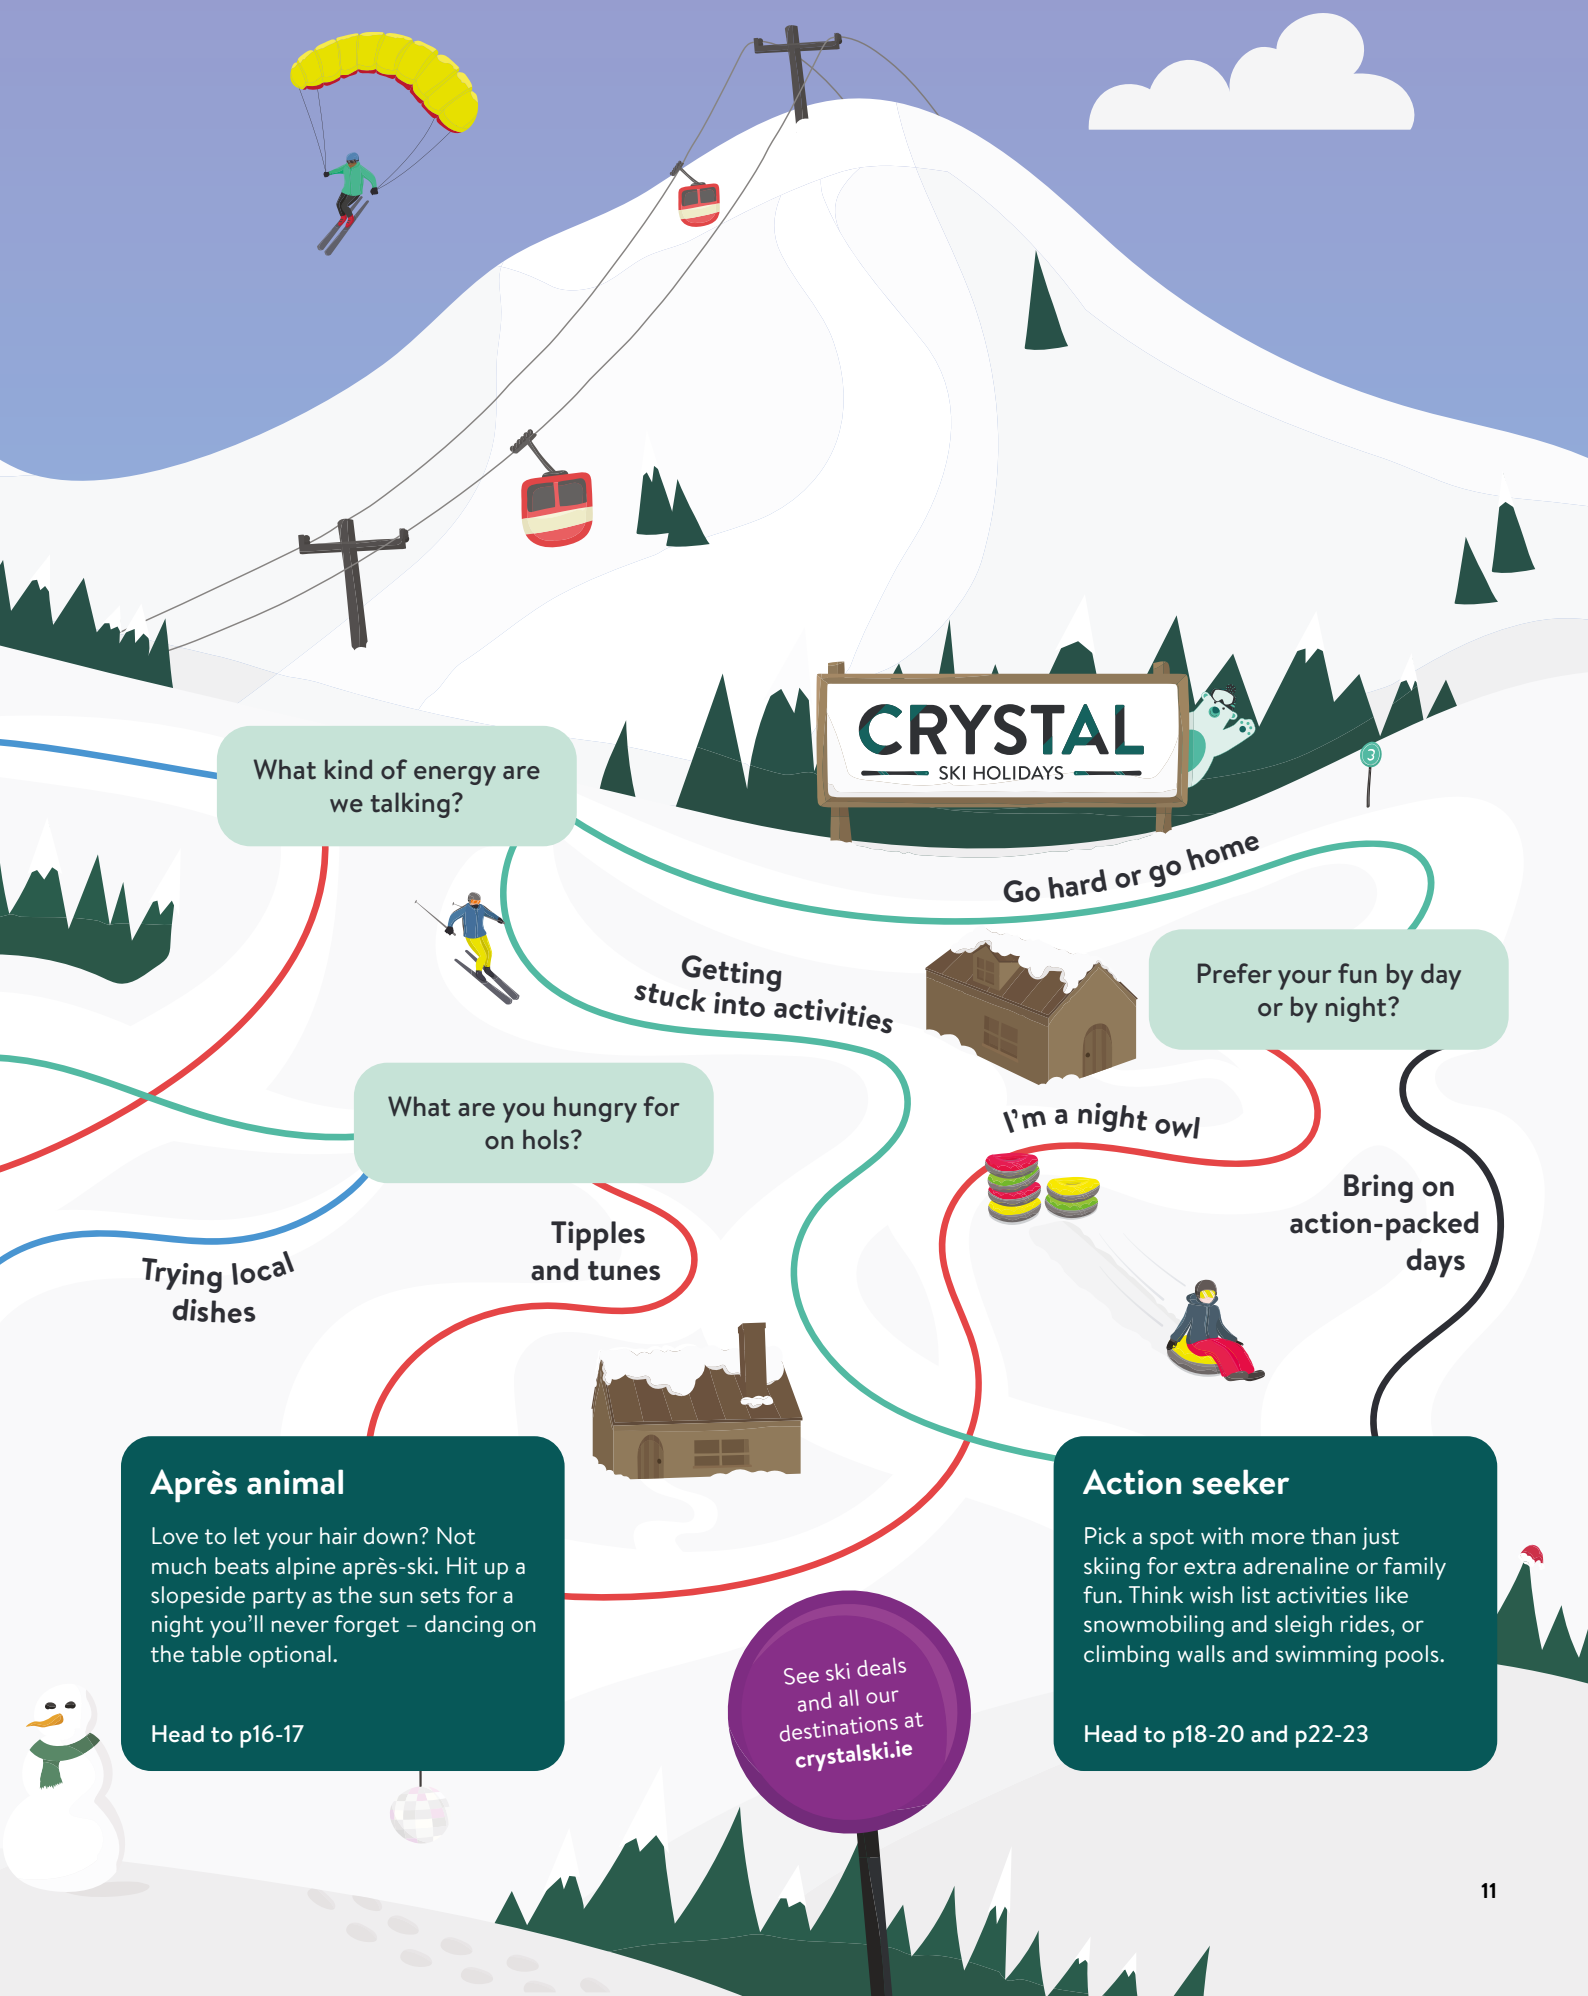 CRYSTAL
SKI HOLIDAYS
3
What kind of energy are
we talking?
Go hard or go home
Getting
stuck into activities
Prefer your fun by day
or by night?
What are you hungry for
on hols?
I'm a night owl
Bring on
action-packed
days
Trying local
dishes
Tipples
and tunes
Après animal
Love to let your hair down? Not
much beats alpine après-ski. Hit up a
slopeside party as the sun sets for a
night you'll never forget – dancing on
the table optional.
Head to p16-17
Action seeker
Pick a spot with more than just
skiing for extra adrenaline or family
fun. Think wish list activities like
snowmobiling and sleigh rides, or
climbing walls and swimming pools.
Head to p18-20 and p22-23
See ski deals
and all our
destinations at
crystalski.ie
11